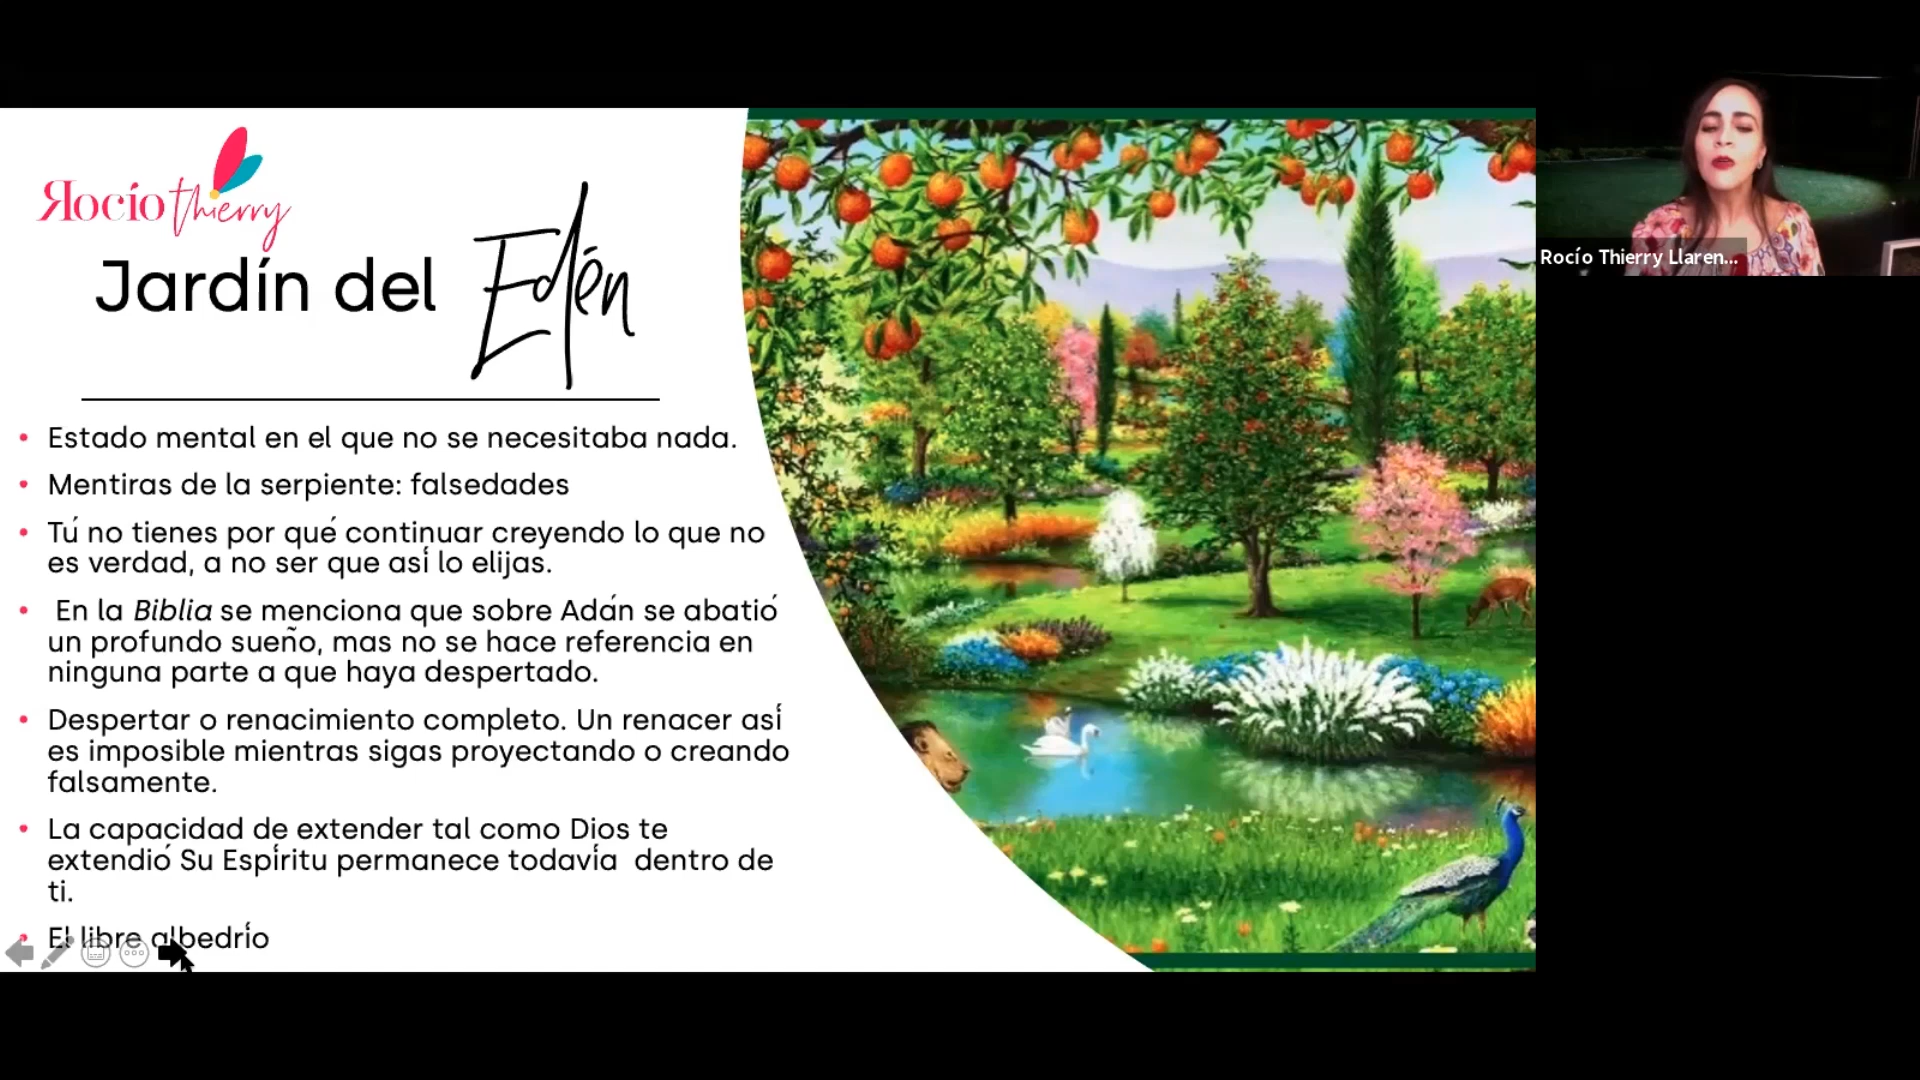 Rocío thierry
Jardín del Edén
• Estado mental en el que no se necesitaba nada.
• Mentiras de la serpiente: falsedades
• Tú no tienes por qué continuar creyendo lo que no
es verdad, a no ser que así lo elijas.
• En la Biblia se menciona que sobre Adán se abatió
un profundo sueño, mas no se hace referencia en
ninguna parte a que haya despertado.
• Despertar o renacimiento completo. Un renacer así
es imposible mientras sigas proyectando o creando
falsamente.
• La capacidad de extender tal como Dios te
extendió Su Espíritu permanece todavía dentro de
ti.
• El libre albedrío
Rocío Thierry Llaren...